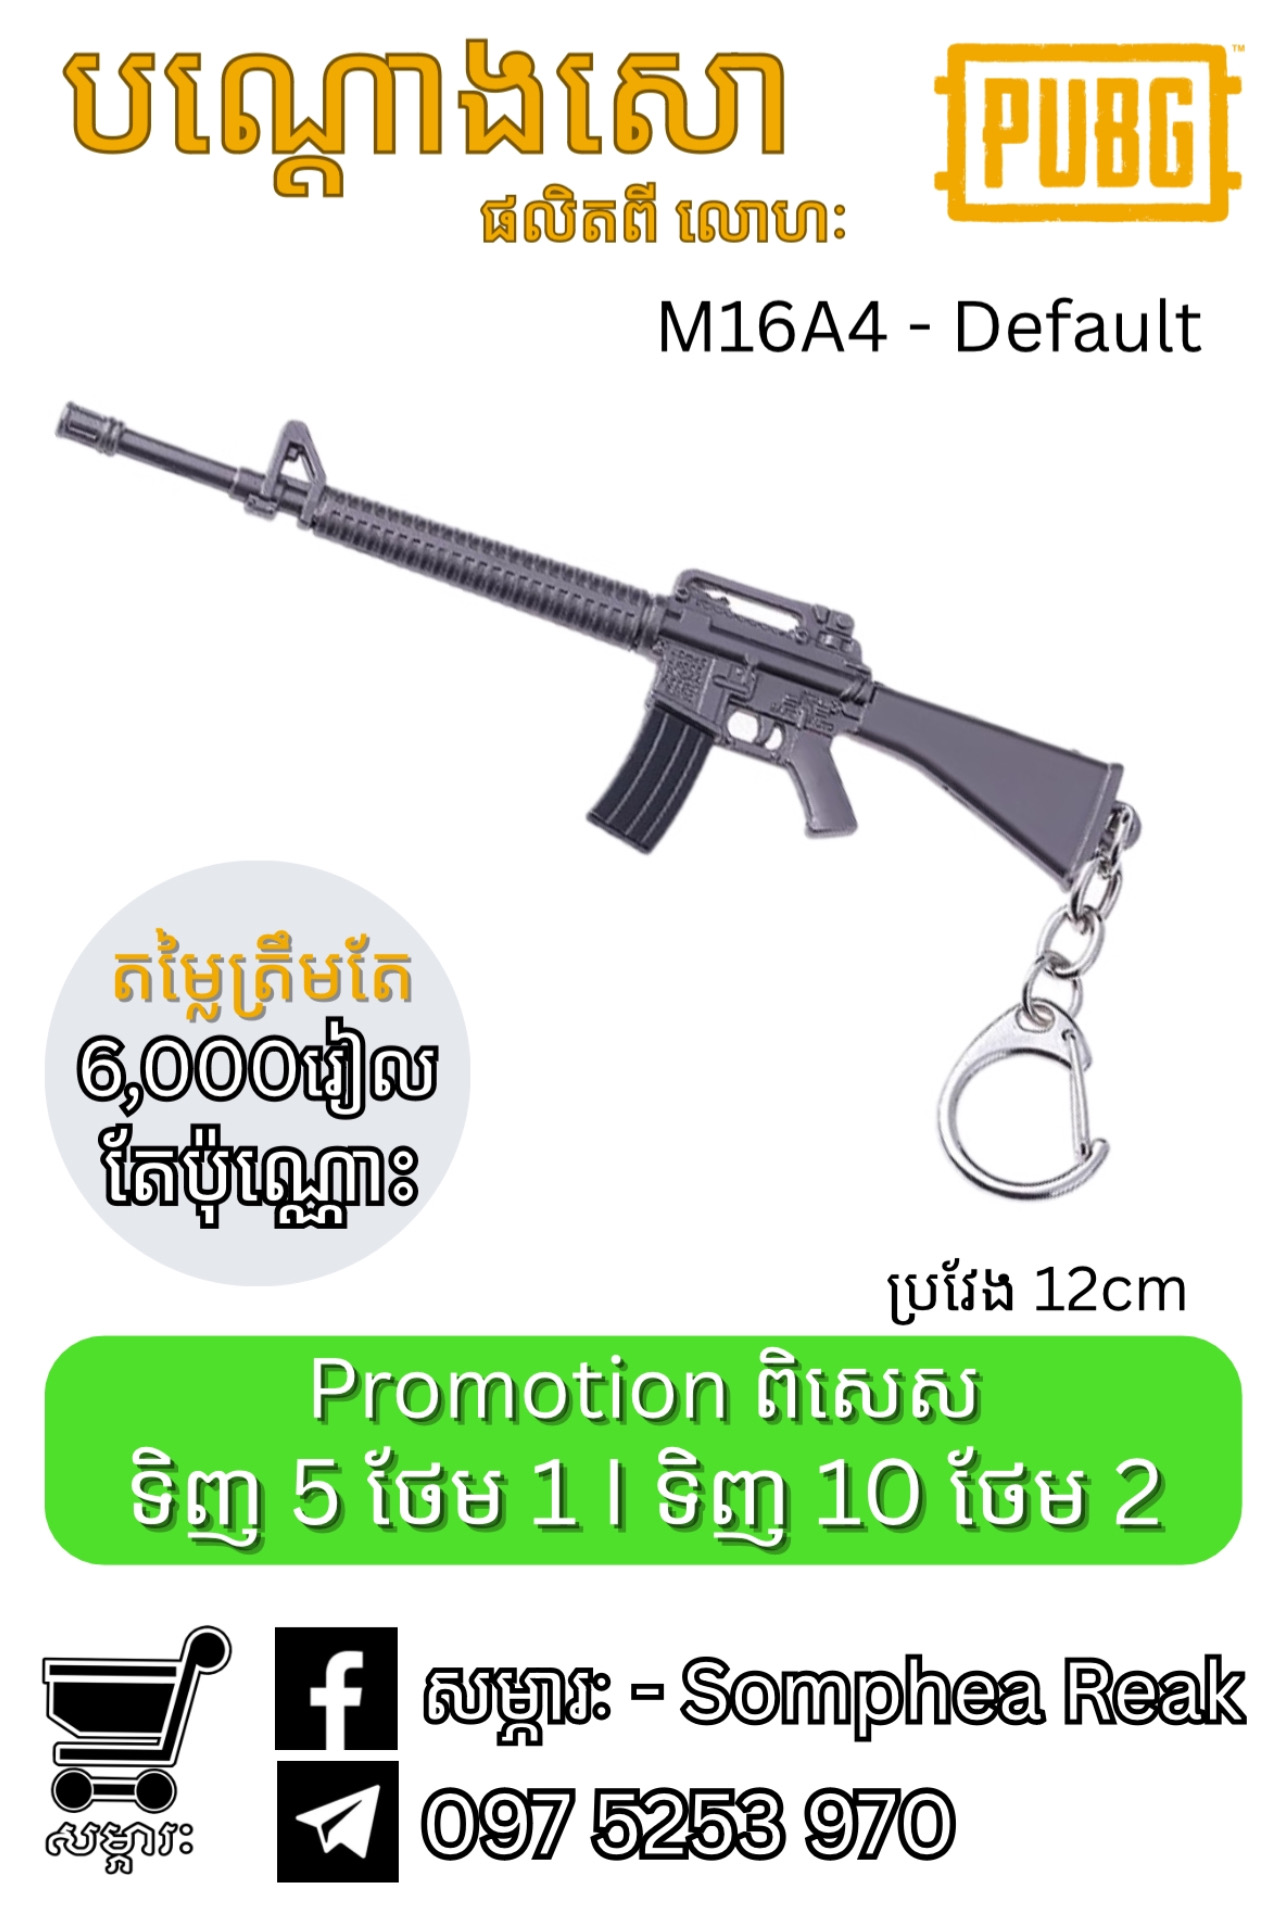 បណ្ដោងសោ
PUBG™
ផលិតពី លោហៈ
M16A4 - Default
តម្លៃត្រឹមតែ
6,000រៀល
តែប៉ុណ្ណោះ
ប្រវែង 12cm
Promotion ពិសេស
ទិញ 5 ថែម 1 | ទិញ 10 ថែម 2
សម្ភារៈ - Somphea Reak
សម្ភារៈ
097 5253 970